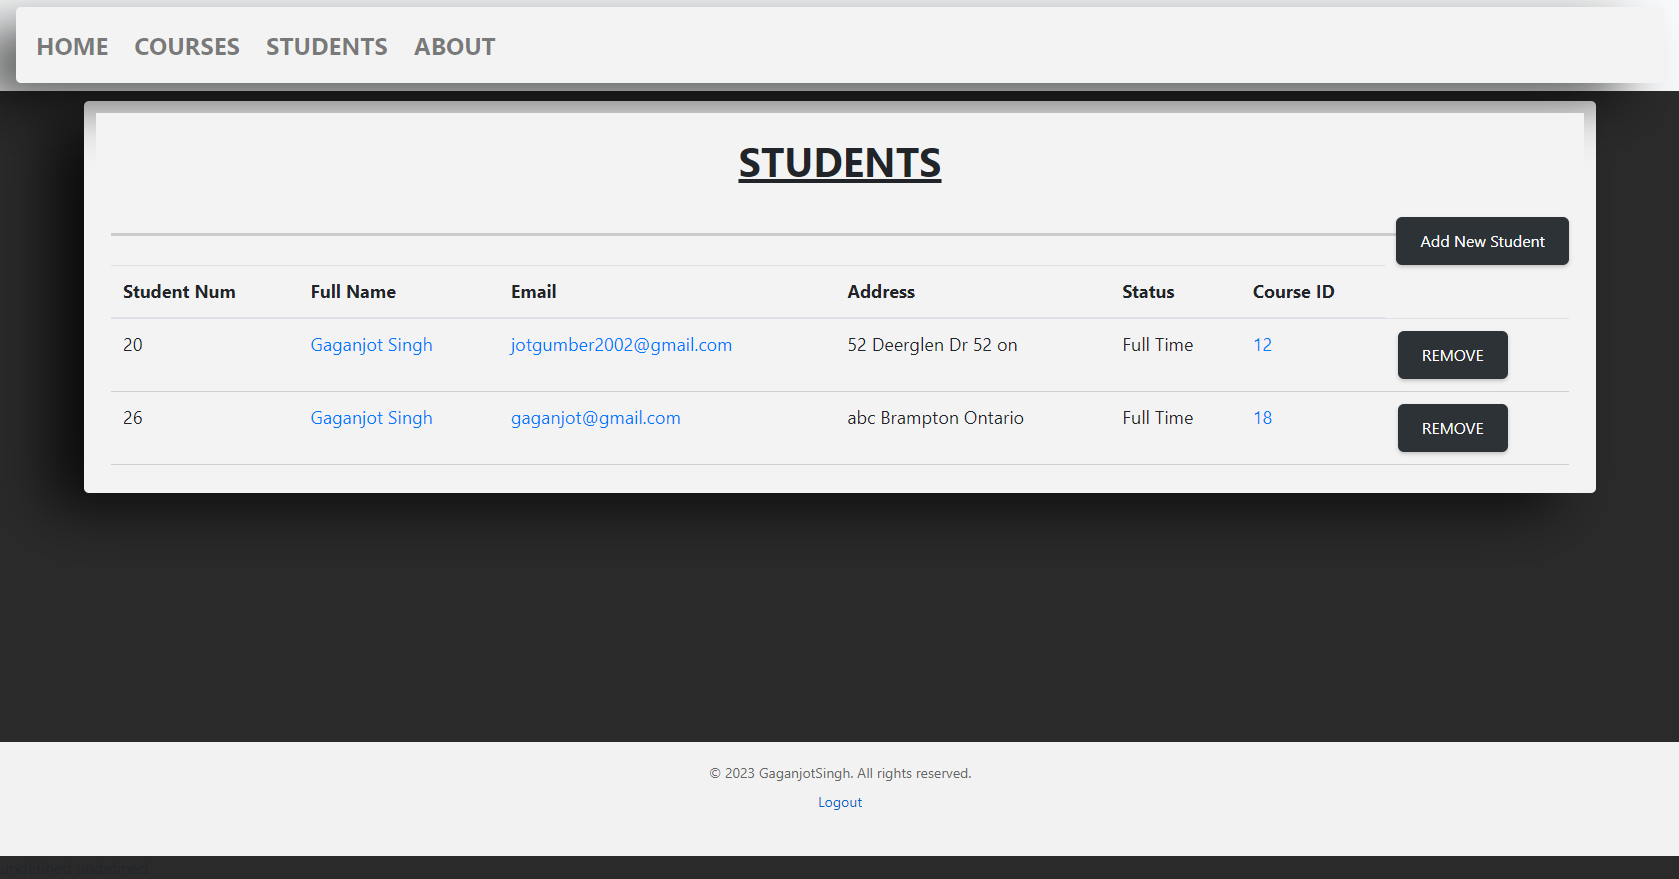 HOME COURSES STUDENTS ABOUT
STUDENTS
Add New Student
Student Num Full Name Email Address Status Course ID
20 Gaganjot Singh jotgumber2002@gmail.com 52 Deerglen Dr 52 on Full Time 12 REMOVE
26 Gaganjot Singh gaganjot@gmail.com abc Brampton Ontario Full Time 18 REMOVE
© 2023 GaganjotSingh. All rights reserved.
Logout